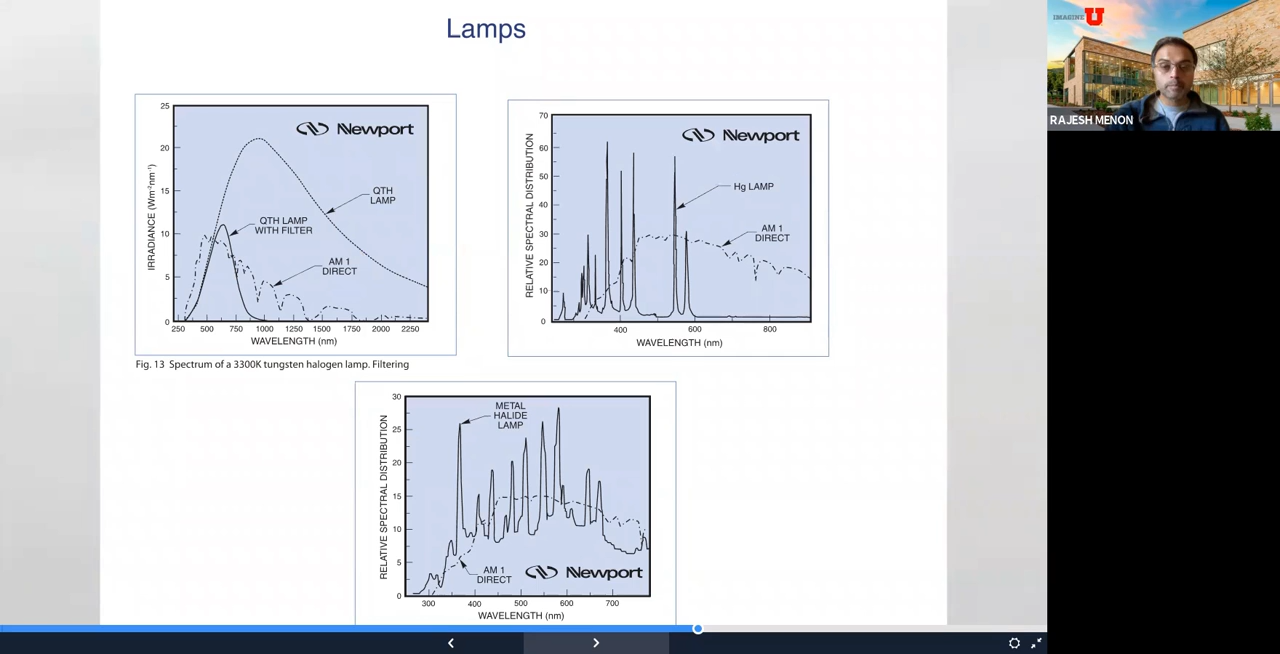 Lamps
IMAGINE U
RAJESH MENON
25
20
15
10
5
0
IRRADIANCE (Wm⁻²nm⁻¹)
Newport
QTH
LAMP
QTH LAMP
WITH FILTER
AM 1
DIRECT
250 500 750 1000 1250 1500 1750 2000 2250
WAVELENGTH (nm)
Fig. 13 Spectrum of a 3300K tungsten halogen lamp. Filtering
70
60
50
40
30
20
10
0
RELATIVE SPECTRAL DISTRIBUTION
Newport
Hg LAMP
AM 1
DIRECT
400 600 800
WAVELENGTH (nm)
30
25
20
15
10
5
0
RELATIVE SPECTRAL DISTRIBUTION
METAL
HALIDE
LAMP
AM 1
DIRECT
Newport
300 400 500 600 700
WAVELENGTH (nm)